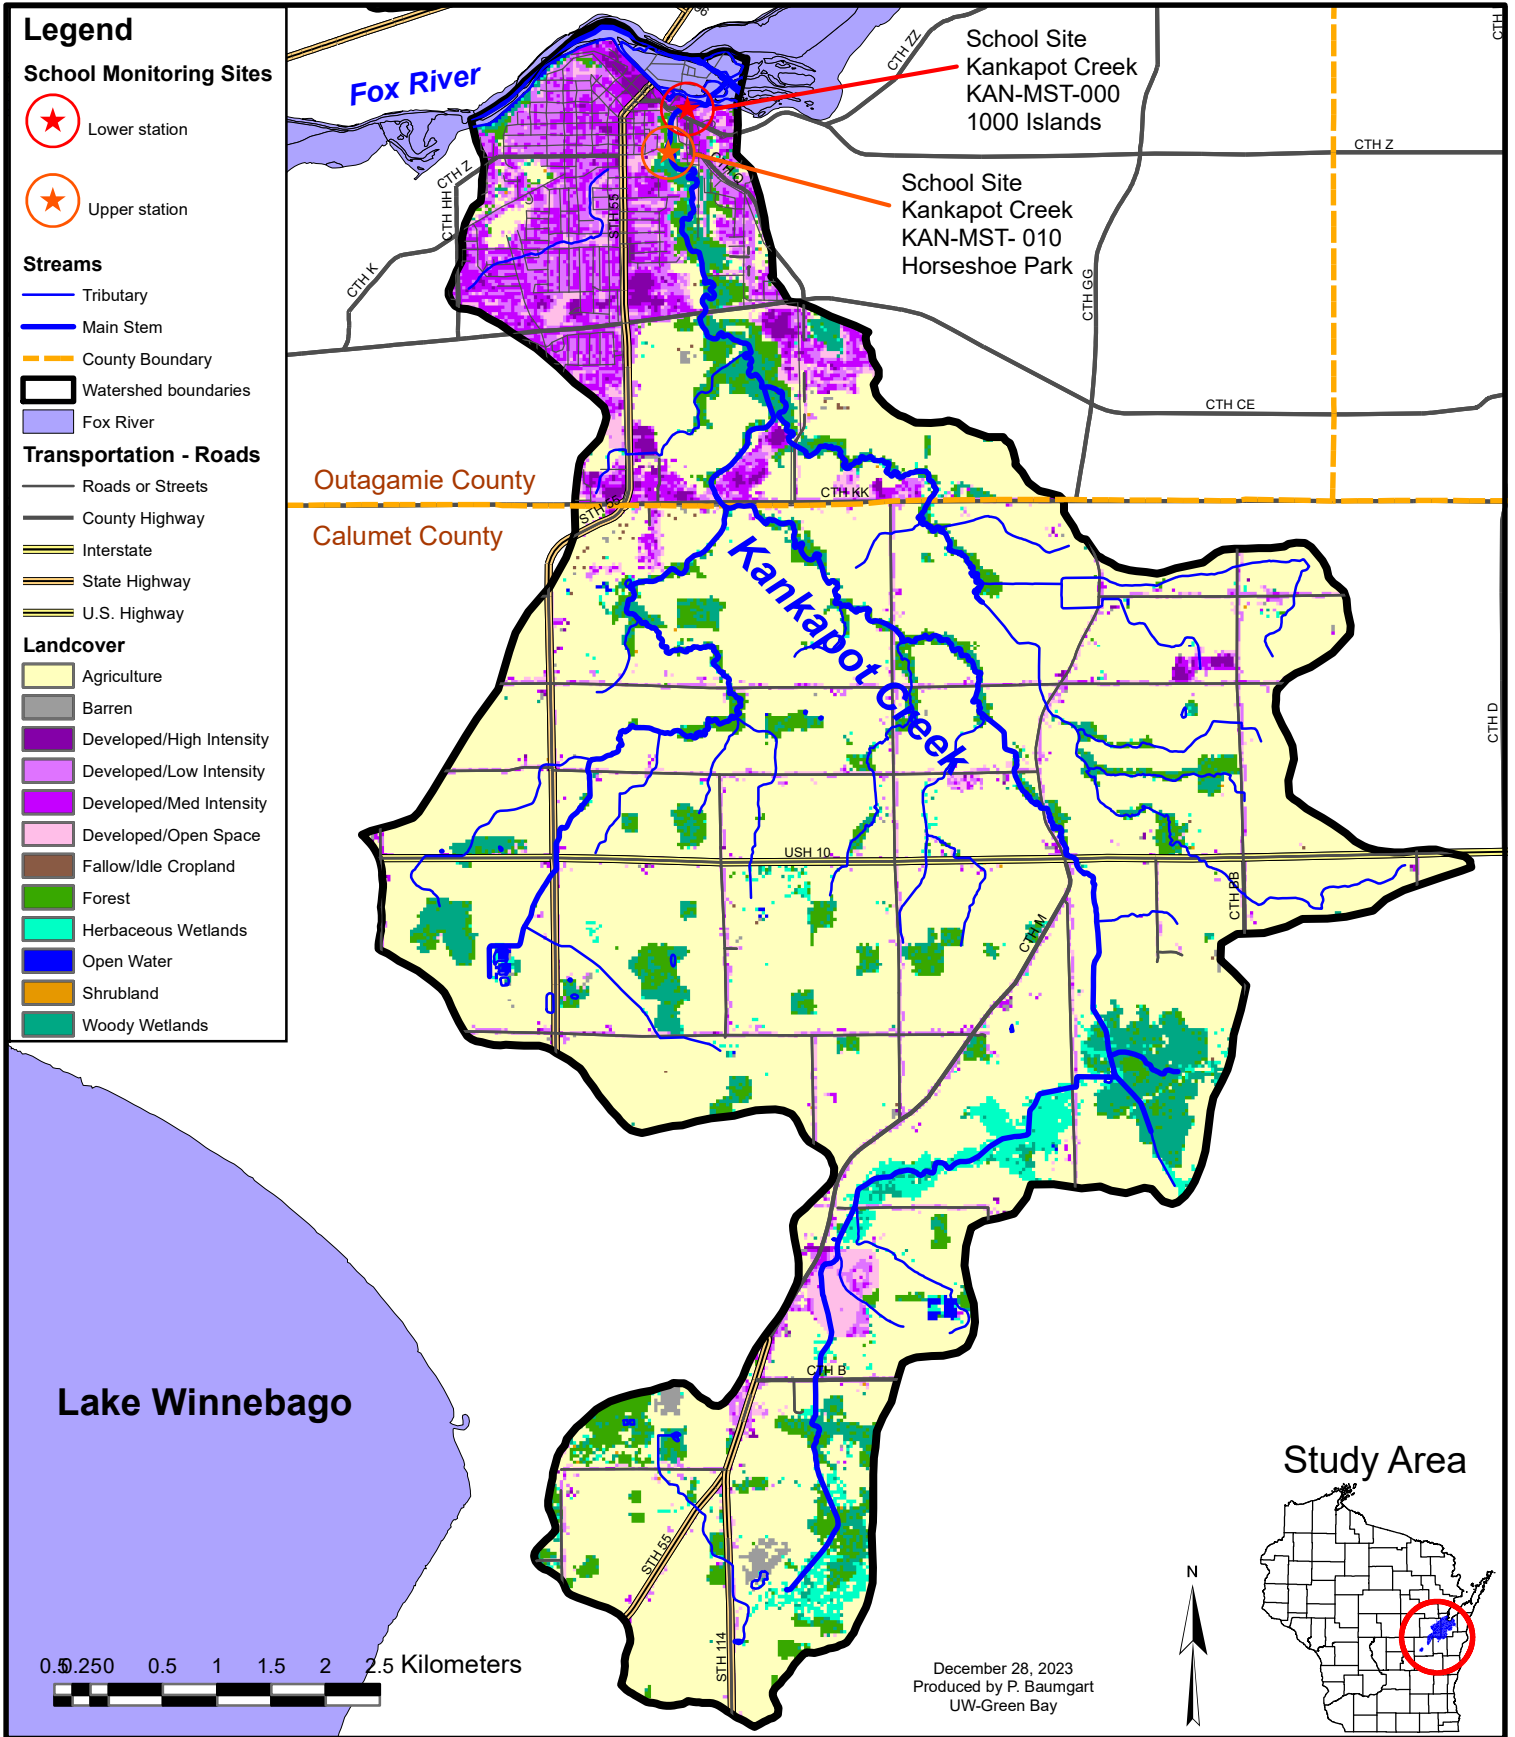 Legend
School Monitoring Sites
Lower station
Upper station
Streams
Tributary
Main Stem
County Boundary
Watershed boundaries
Fox River
Transportation - Roads
Roads or Streets
County Highway
Interstate
State Highway
U.S. Highway
Landcover
Agriculture
Barren
Developed/High Intensity
Developed/Low Intensity
Developed/Med Intensity
Developed/Open Space
Fallow/Idle Cropland
Forest
Herbaceous Wetlands
Open Water
Shrubland
Woody Wetlands
Fox River
CTH ZZ
School Site
Kankapot Creek
KAN-MST-000
1000 Islands
CTH Z
CTH Z
CTH HH
CTH K
STH 55
School Site
Kankapot Creek
KAN-MST- 010
Horseshoe Park
CTH GG
CTH CE
Outagamie County
CTH KK
STH 55
Calumet County
Kankapot Creek
CTH D
USH 10
CTH BB
CTH M
CTH B
STH 55
STH 114
Lake Winnebago
Study Area
N
0.5 0.25 0 0.5 1 1.5 2 2.5 Kilometers
December 28, 2023
Produced by P. Baumgart
UW-Green Bay